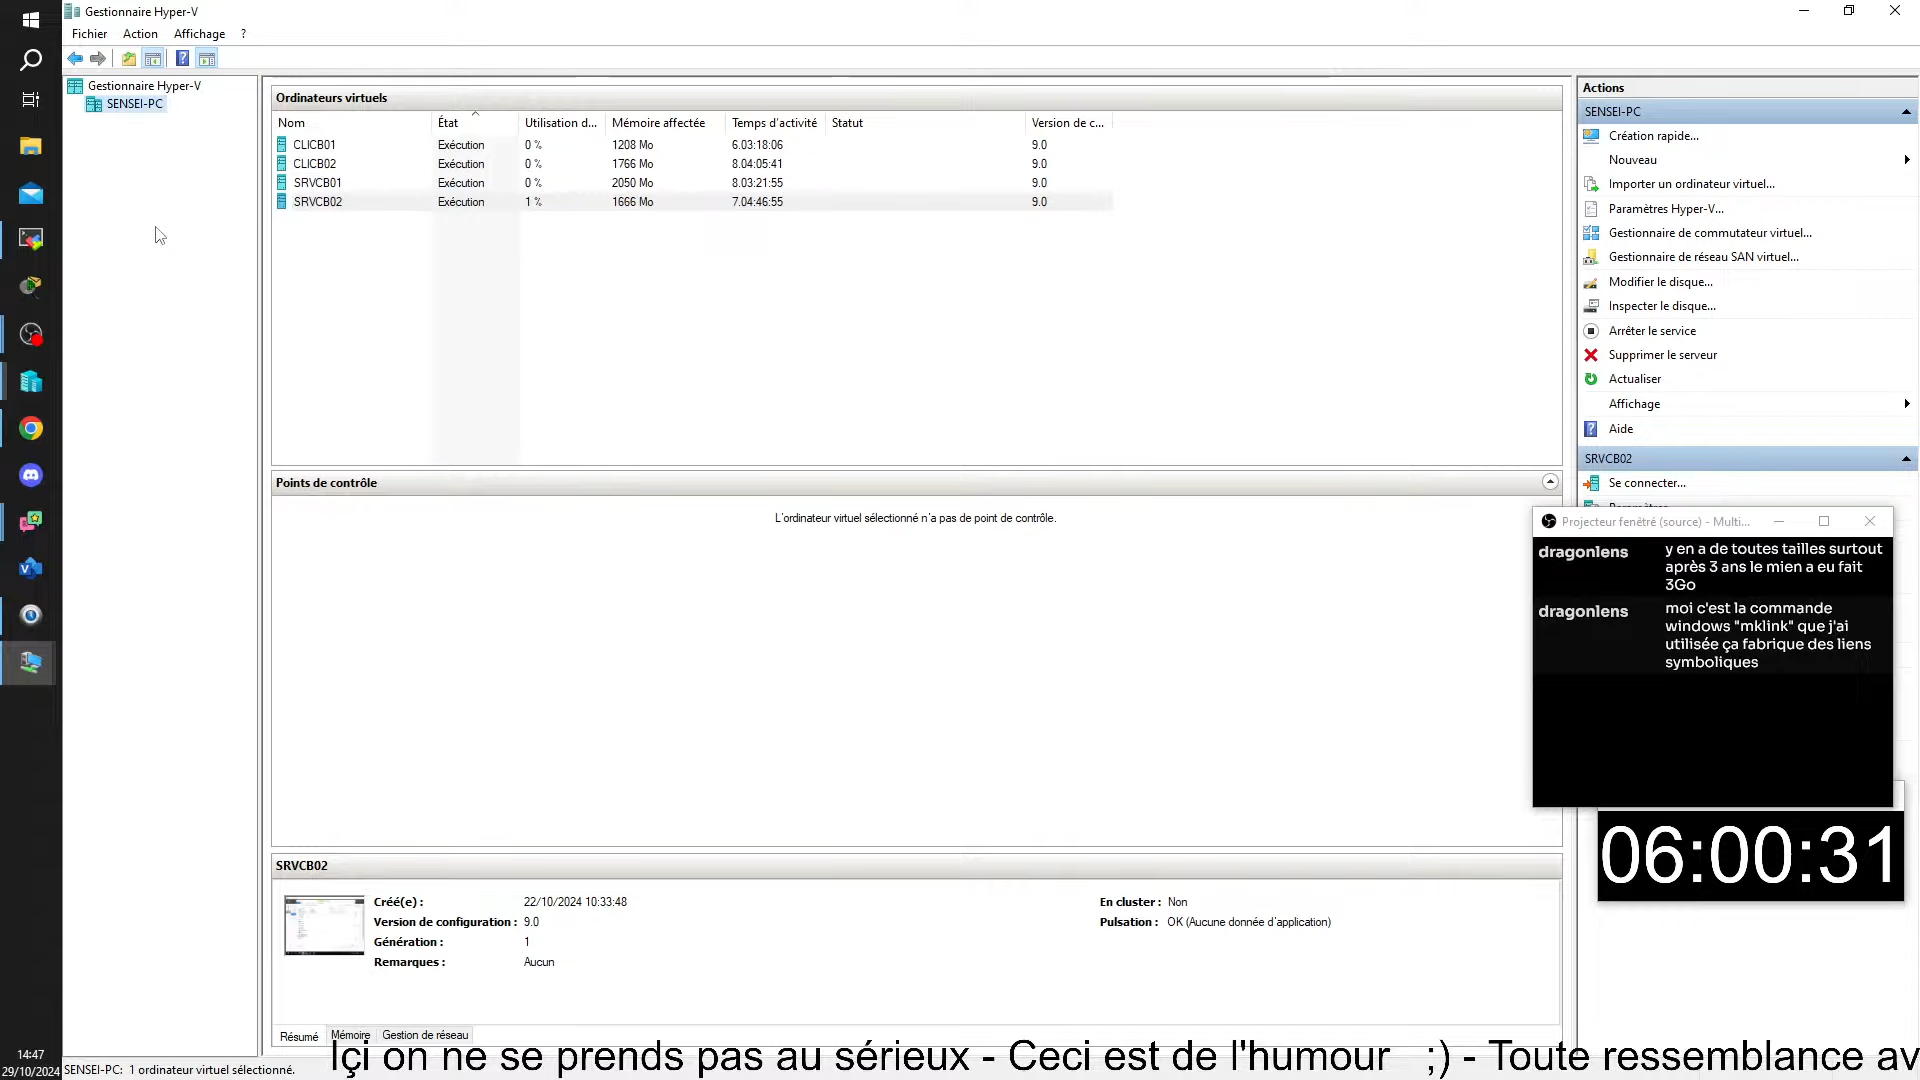 Gestionnaire Hyper-V
Fichier Action Affichage ?
Gestionnaire Hyper-V
SENSEI-PC
Ordinateurs virtuels
Nom État Utilisation d... Mémoire affectée Temps d'activité Statut Version de c...
CLICB01 Exécution 0 % 1208 Mo 6.03:18:06 9.0
CLICB02 Exécution 0 % 1766 Mo 8.04:05:41 9.0
SRVCB01 Exécution 0 % 2050 Mo 8.03:21:55 9.0
SRVCB02 Exécution 1 % 1666 Mo 7.04:46:55 9.0
Points de contrôle
L'ordinateur virtuel sélectionné n'a pas de point de contrôle.
SRVCB02
Créé(e) : 22/10/2024 10:33:48 En cluster : Non
Version de configuration : 9.0 Pulsation : OK (Aucune donnée d'application)
Génération : 1
Remarques : Aucun
Résumé Mémoire Gestion de réseau
Actions
SENSEI-PC
Création rapide...
Nouveau
Importer un ordinateur virtuel...
Paramètres Hyper-V...
Gestionnaire de commutateur virtuel...
Gestionnaire de réseau SAN virtuel...
Modifier le disque...
Inspecter le disque...
Arrêter le service
Supprimer le serveur
Actualiser
Affichage
Aide
SRVCB02
Se connecter...
Projecteur fenêtré (source) - Multi...
dragonlens y en a de toutes tailles surtout
après 3 ans le mien a eu fait
3Go
dragonlens moi c'est la commande
windows "mklink" que j'ai
utilisée ça fabrique des liens
symboliques
06:00:31
Içi on ne se prends pas au sérieux - Ceci est de l'humour ;) - Toute ressemblance av
14:47
29/10/2024
SENSEI-PC: 1 ordinateur virtuel sélectionné.